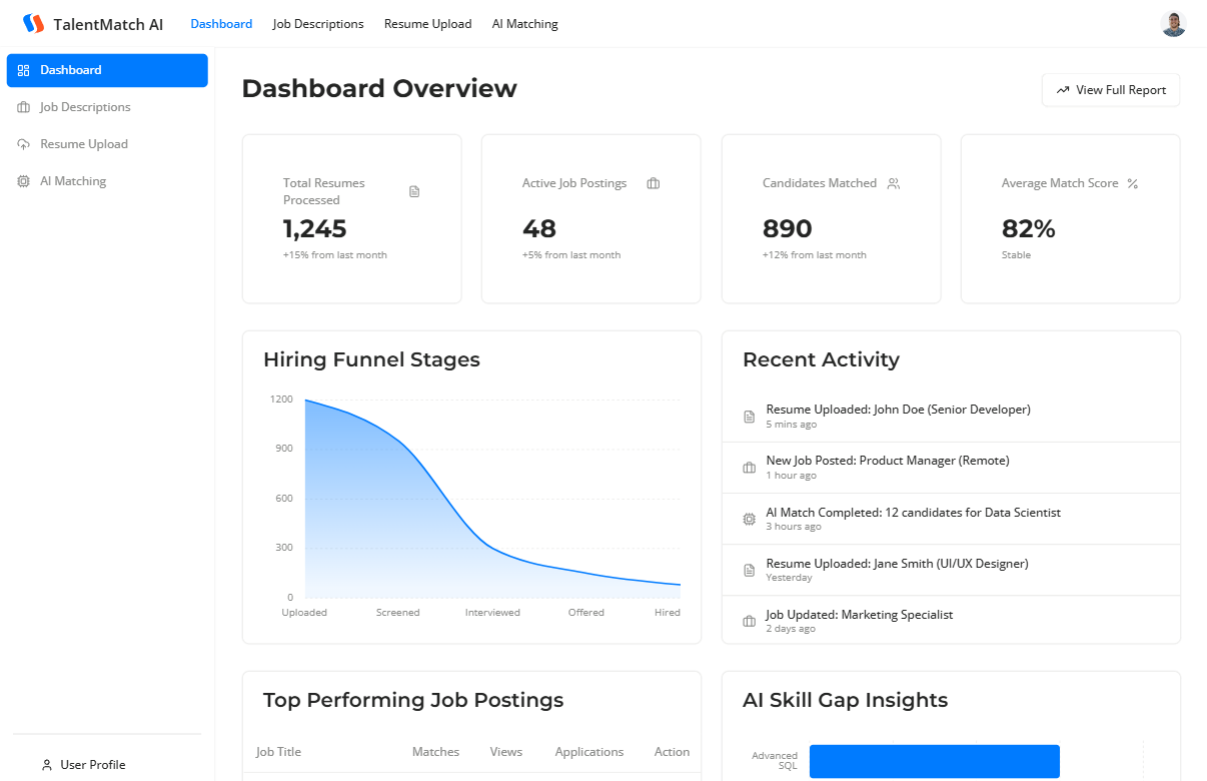 TalentMatch AI
Dashboard
Job Descriptions
Resume Upload
AI Matching
Dashboard
Job Descriptions
Resume Upload
AI Matching
User Profile
Dashboard Overview
View Full Report
Total Resumes
Processed
1,245
+15% from last month
Active Job Postings
48
+5% from last month
Candidates Matched
890
+12% from last month
Average Match Score
82%
Stable
Hiring Funnel Stages
1200
900
600
300
0
Uploaded
Screened
Interviewed
Offered
Hired
Recent Activity
Resume Uploaded: John Doe (Senior Developer)
5 mins ago
New Job Posted: Product Manager (Remote)
1 hour ago
AI Match Completed: 12 candidates for Data Scientist
3 hours ago
Resume Uploaded: Jane Smith (UI/UX Designer)
Yesterday
Job Updated: Marketing Specialist
2 days ago
Top Performing Job Postings
Job Title
Matches
Views
Applications
Action
AI Skill Gap Insights
Advanced
SQL